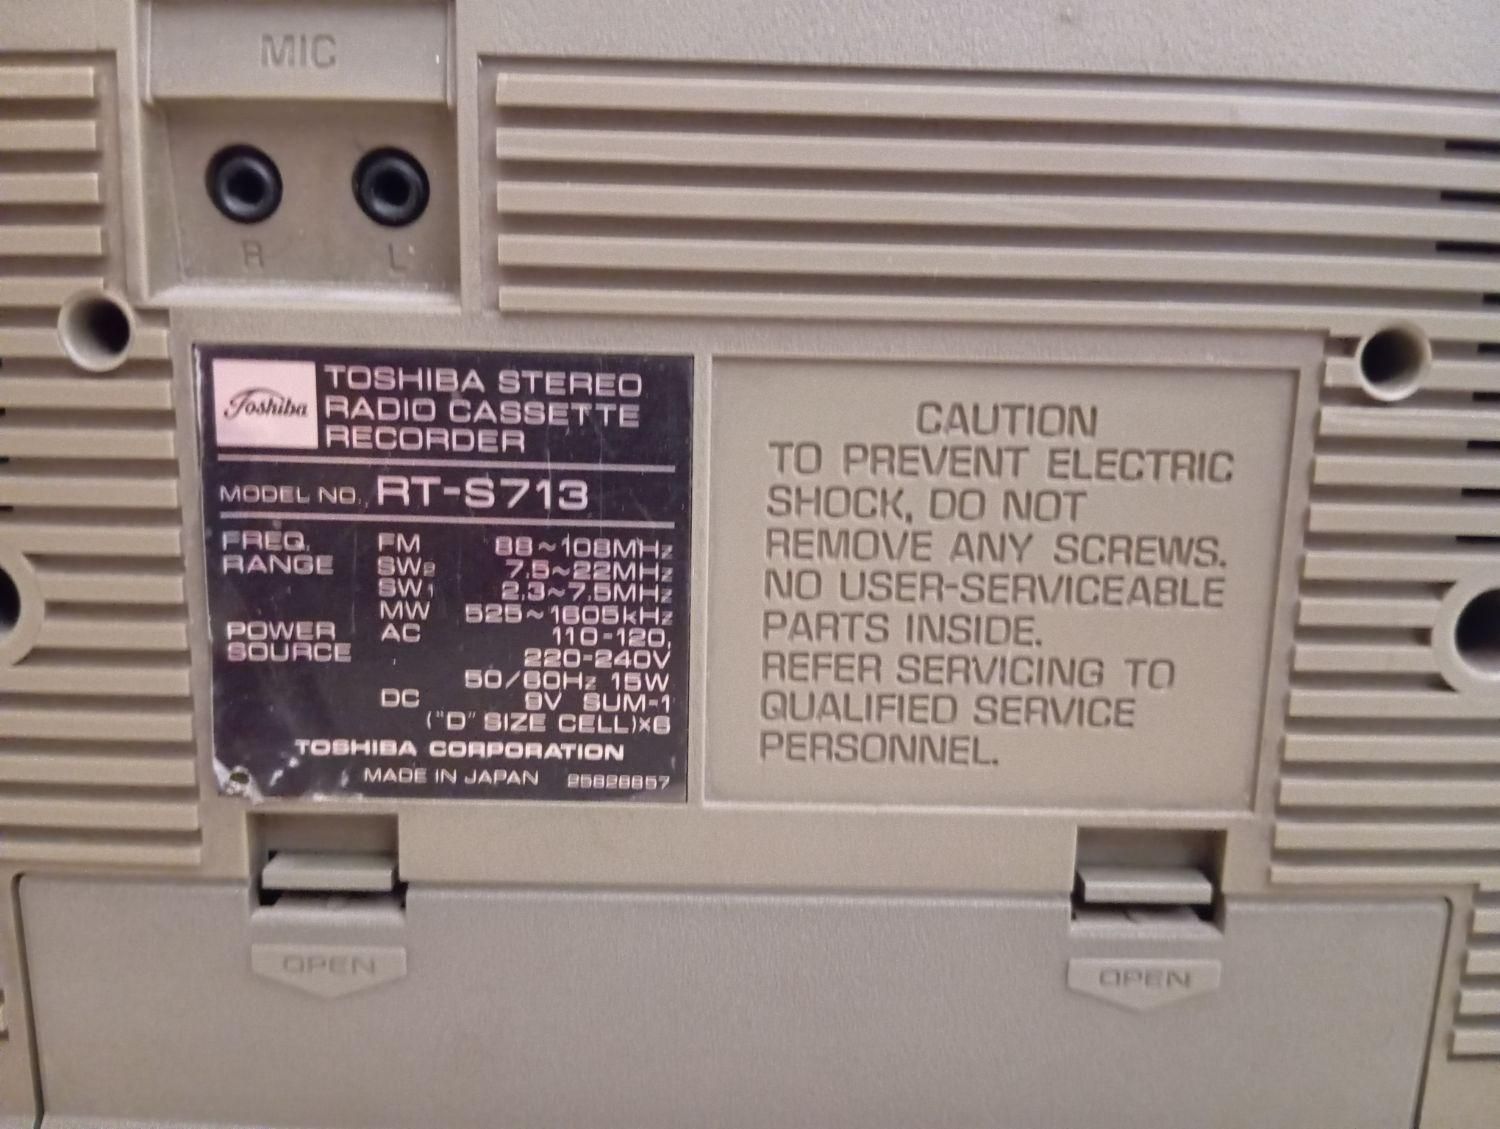 MIC
R L
Toshiba
TOSHIBA STEREO
RADIO CASSETTE
RECORDER
MODEL NO. RT-S713
FREQ. FM 88~108MHz
RANGE SW2 7.5~22MHz
SW1 2.3~7.5MHz
MW 525~1605kHz
POWER AC 110-120,
SOURCE 220-240V
50/60Hz 15W
DC 9V SUM-1
("D" SIZE CELL)×6
TOSHIBA CORPORATION
MADE IN JAPAN 25828857
CAUTION
TO PREVENT ELECTRIC
SHOCK, DO NOT
REMOVE ANY SCREWS.
NO USER-SERVICEABLE
PARTS INSIDE.
REFER SERVICING TO
QUALIFIED SERVICE
PERSONNEL.
OPEN
OPEN